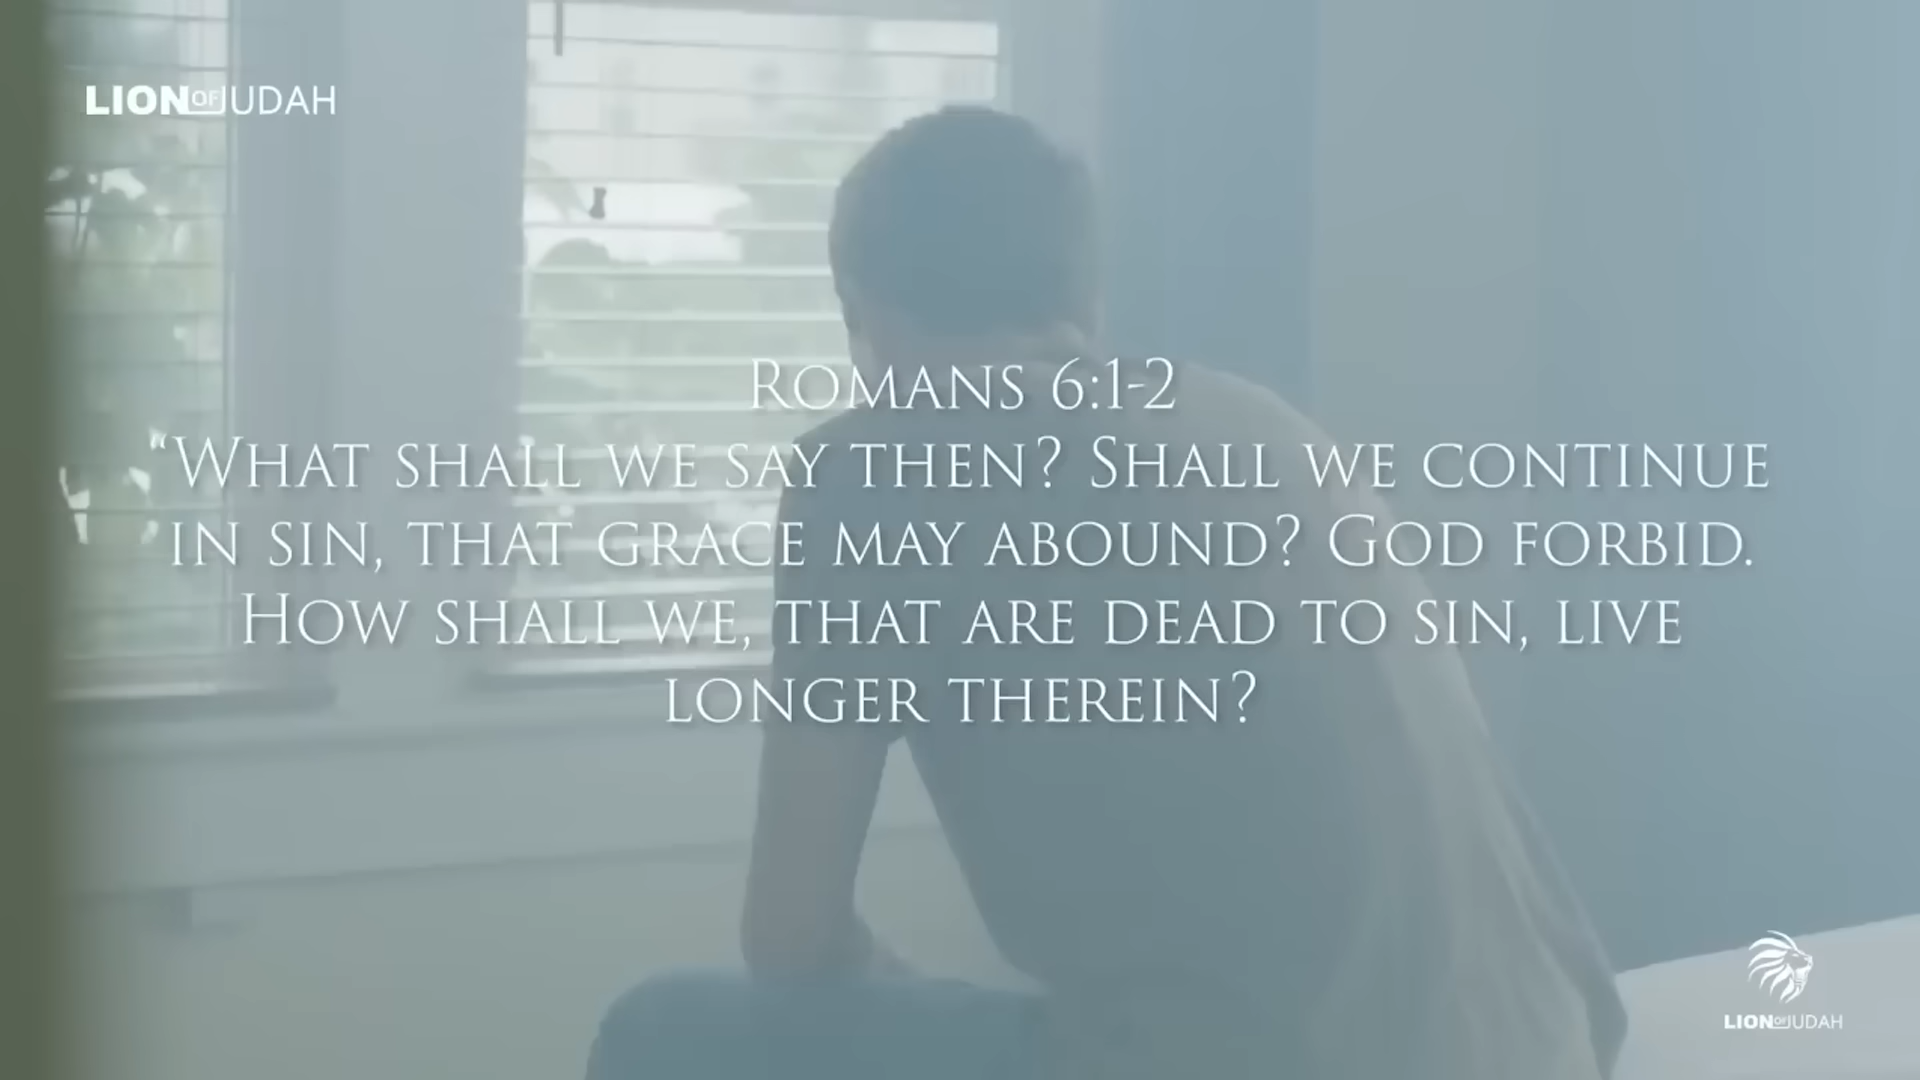 LION OF JUDAH
ROMANS 6:1-2
“WHAT SHALL WE SAY THEN? SHALL WE CONTINUE
IN SIN, THAT GRACE MAY ABOUND? GOD FORBID.
HOW SHALL WE, THAT ARE DEAD TO SIN, LIVE
LONGER THEREIN?
LION OF JUDAH